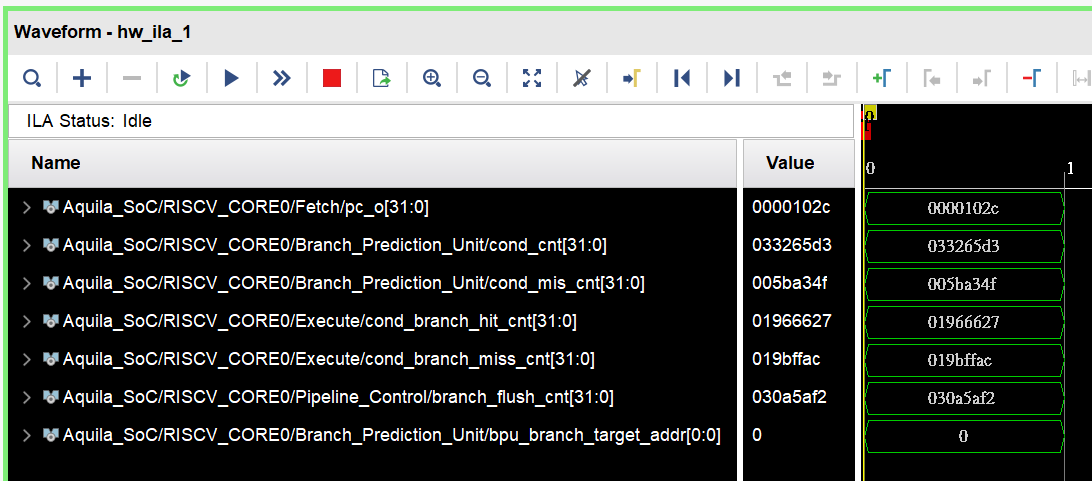 Waveform - hw_ila_1
ILA Status: Idle
0
Name Value 0 1
Aquila_SoC/RISCV_CORE0/Fetch/pc_o[31:0] 0000102c 0000102c
Aquila_SoC/RISCV_CORE0/Branch_Prediction_Unit/cond_cnt[31:0] 033265d3 033265d3
Aquila_SoC/RISCV_CORE0/Branch_Prediction_Unit/cond_mis_cnt[31:0] 005ba34f 005ba34f
Aquila_SoC/RISCV_CORE0/Execute/cond_branch_hit_cnt[31:0] 01966627 01966627
Aquila_SoC/RISCV_CORE0/Execute/cond_branch_miss_cnt[31:0] 019bffac 019bffac
Aquila_SoC/RISCV_CORE0/Pipeline_Control/branch_flush_cnt[31:0] 030a5af2 030a5af2
Aquila_SoC/RISCV_CORE0/Branch_Prediction_Unit/bpu_branch_target_addr[0:0] 0 0